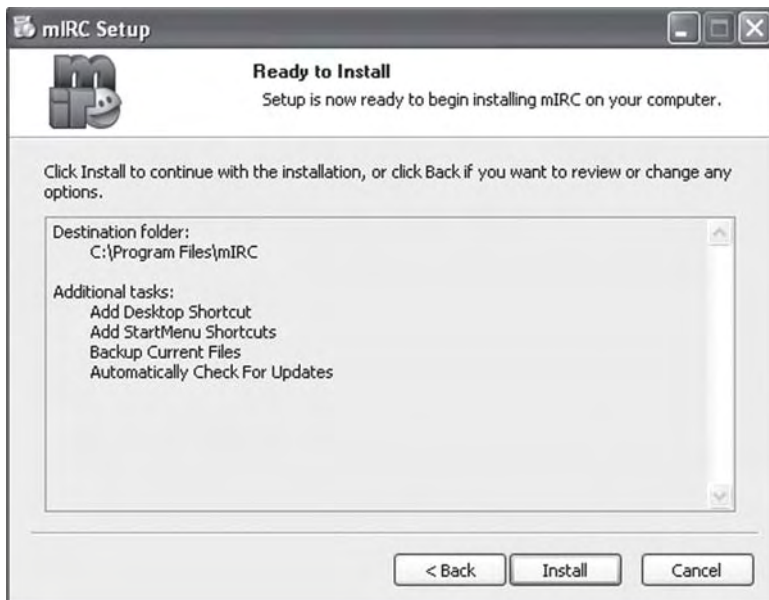 mIRC Setup
Ready to Install
Setup is now ready to begin installing mIRC on your computer.
Click Install to continue with the installation, or click Back if you want to review or change any
options.
Destination folder:
C:\Program Files\mIRC
Additional tasks:
Add Desktop Shortcut
Add StartMenu Shortcuts
Backup Current Files
Automatically Check For Updates
< Back Install Cancel